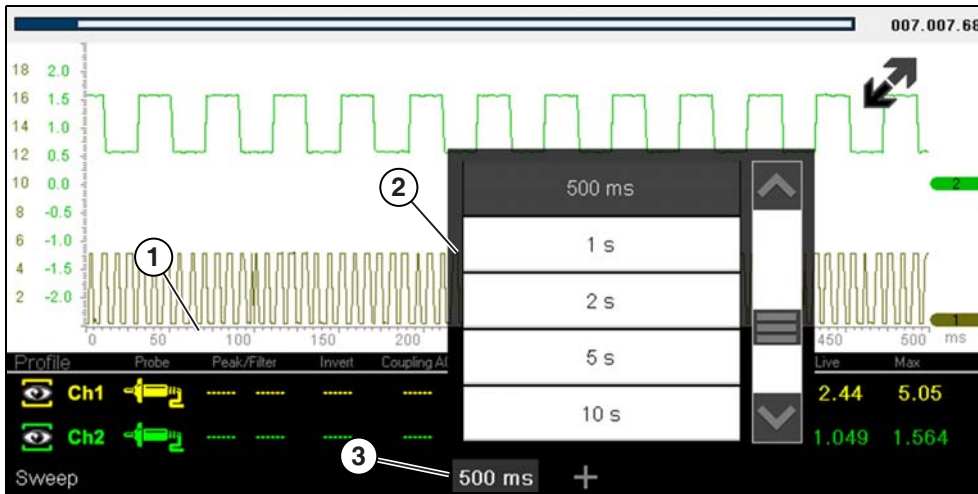 007.007.68
18 2.0
16 1.5
14 1.0
12 0.5
10 0.0
8 -0.5
6 -1.0
4 -1.5
2 -2.0
2
1
0 50 100 150 200 450 500 ms
1
2
3
500 ms
1 s
2 s
5 s
10 s
Profile Probe Peak/Filter Invert Coupling Live Max
Ch1 ------ ------ ------ ------ 2.44 5.05
Ch2 ------ ------ ------ ------ 1.049 1.564
Sweep 500 ms +